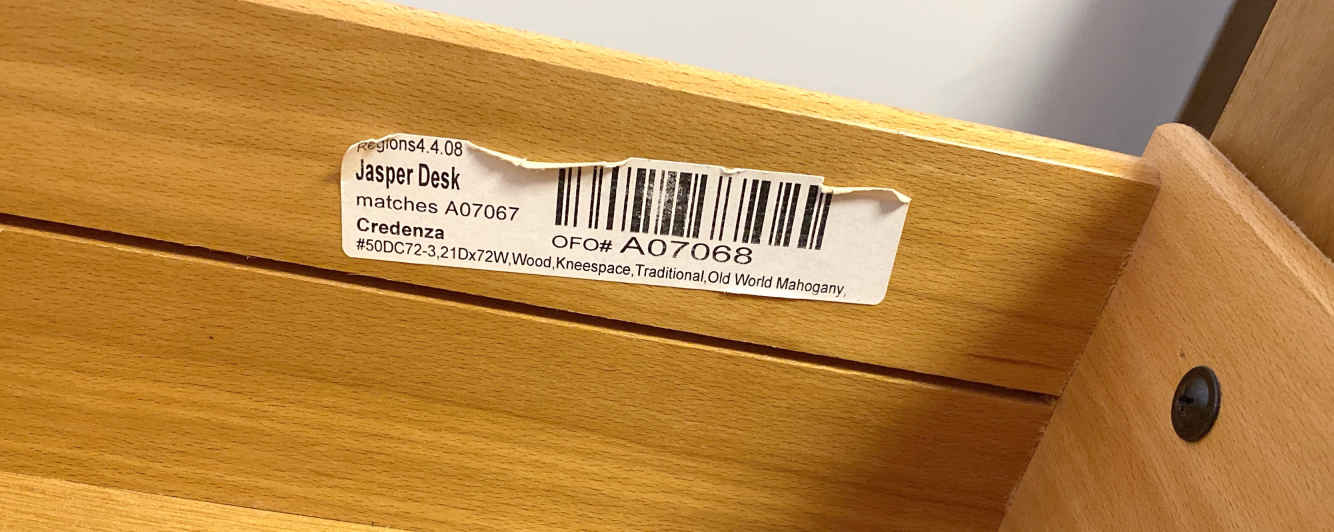 Regions4.4.08
Jasper Desk
matches A07067
Credenza
OFO# A07068
#50DC72-3,21Dx72W,Wood,Kneespace,Traditional,Old World Mahogany,